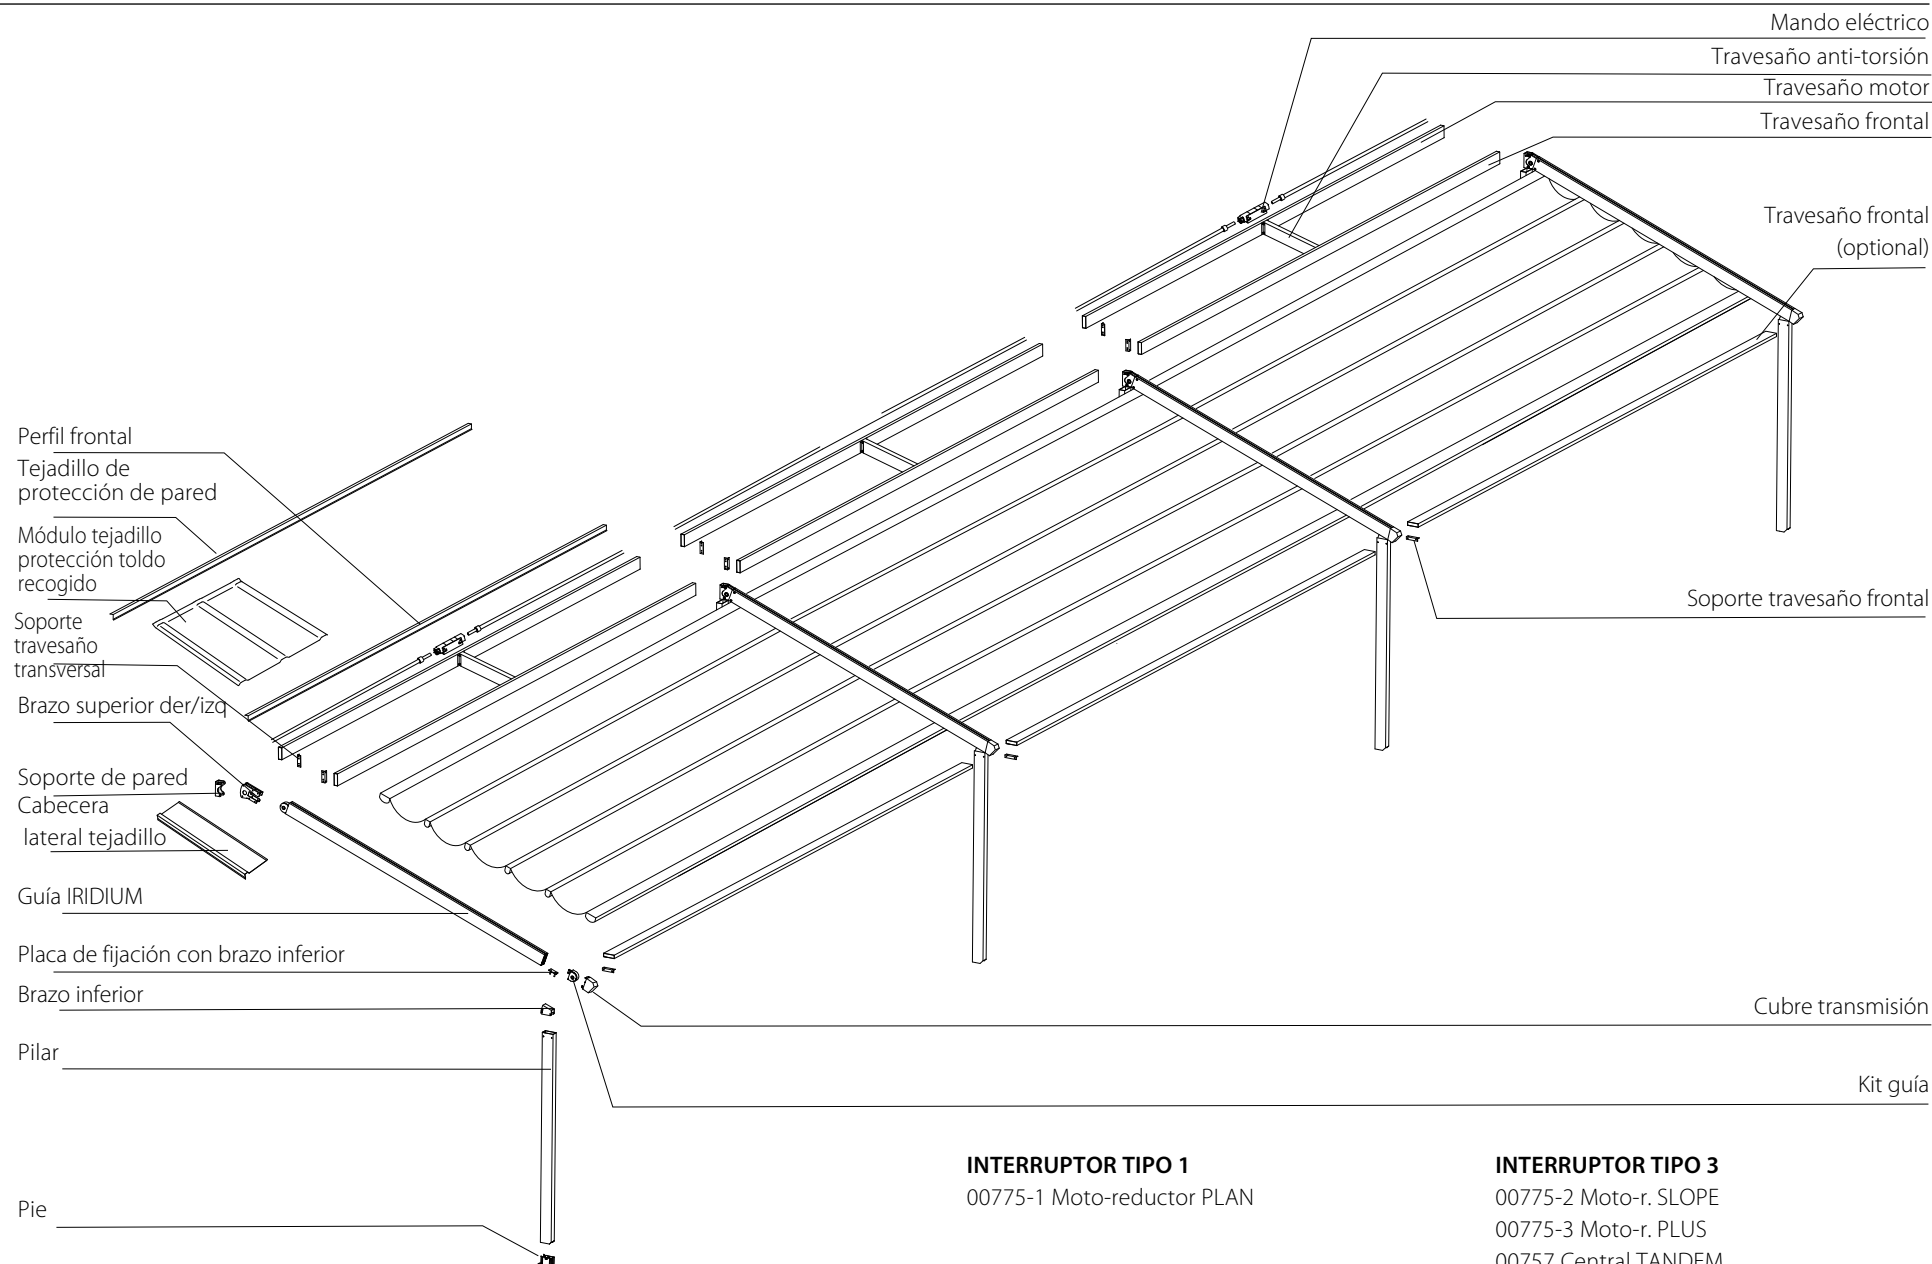 Mando eléctrico
Travesaño anti-torsión
Travesaño motor
Travesaño frontal
Travesaño frontal
(optional)
Perfil frontal
Tejadillo de
protección de pared
Módulo tejadillo
protección toldo
recogido
Soporte
travesaño
transversal
Brazo superior der/izq
Soporte de pared
Cabecera
lateral tejadillo
Guía IRIDIUM
Placa de fijación con brazo inferior
Brazo inferior
Pilar
Pie
Soporte travesaño frontal
Cubre transmisión
Kit guía
INTERRUPTOR TIPO 1
00775-1 Moto-reductor PLAN
INTERRUPTOR TIPO 3
00775-2 Moto-r. SLOPE
00775-3 Moto-r. PLUS
00757 Central TANDEM